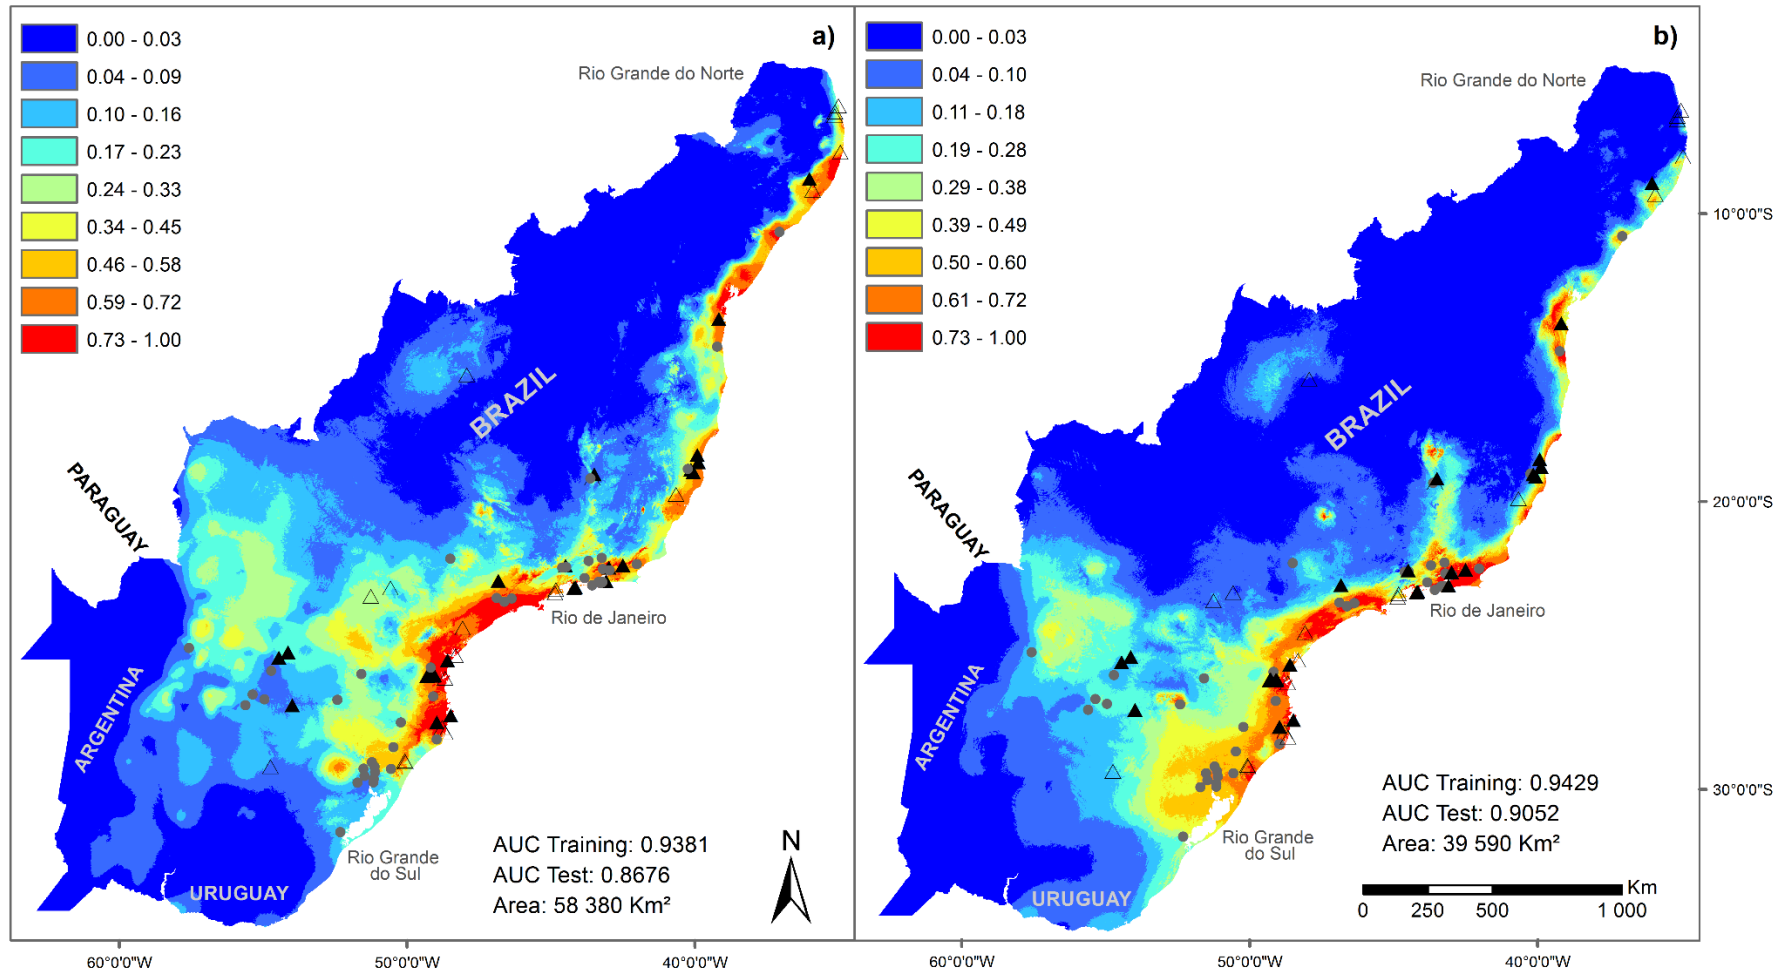 a)
0.00 - 0.03
0.04 - 0.09
0.10 - 0.16
0.17 - 0.23
0.24 - 0.33
0.34 - 0.45
0.46 - 0.58
0.59 - 0.72
0.73 - 1.00
Rio Grande do Norte
BRAZIL
PARAGUAY
Rio de Janeiro
ARGENTINA
Rio Grande
do Sul
URUGUAY
AUC Training: 0.9381
AUC Test: 0.8676
Area: 58 380 Km²
N
60°0'0"W
50°0'0"W
40°0'0"W
b)
0.00 - 0.03
0.04 - 0.10
0.11 - 0.18
0.19 - 0.28
0.29 - 0.38
0.39 - 0.49
0.50 - 0.60
0.61 - 0.72
0.73 - 1.00
Rio Grande do Norte
BRAZIL
PARAGUAY
Rio de Janeiro
ARGENTINA
Rio Grande
do Sul
URUGUAY
AUC Training: 0.9429
AUC Test: 0.9052
Area: 39 590 Km²
Km
0 250 500 1 000
10°0'0"S
20°0'0"S
30°0'0"S
60°0'0"W
50°0'0"W
40°0'0"W